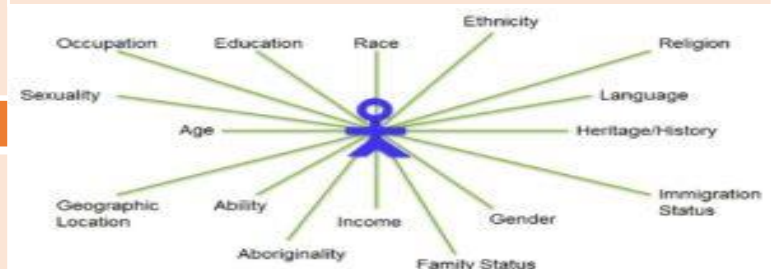 Ethnicity
Occupation Education Race Religion
Sexuality Language
Age Heritage/History
Geographic
Location
Ability
Income
Gender
Immigration
Status
Aboriginality
Family Status